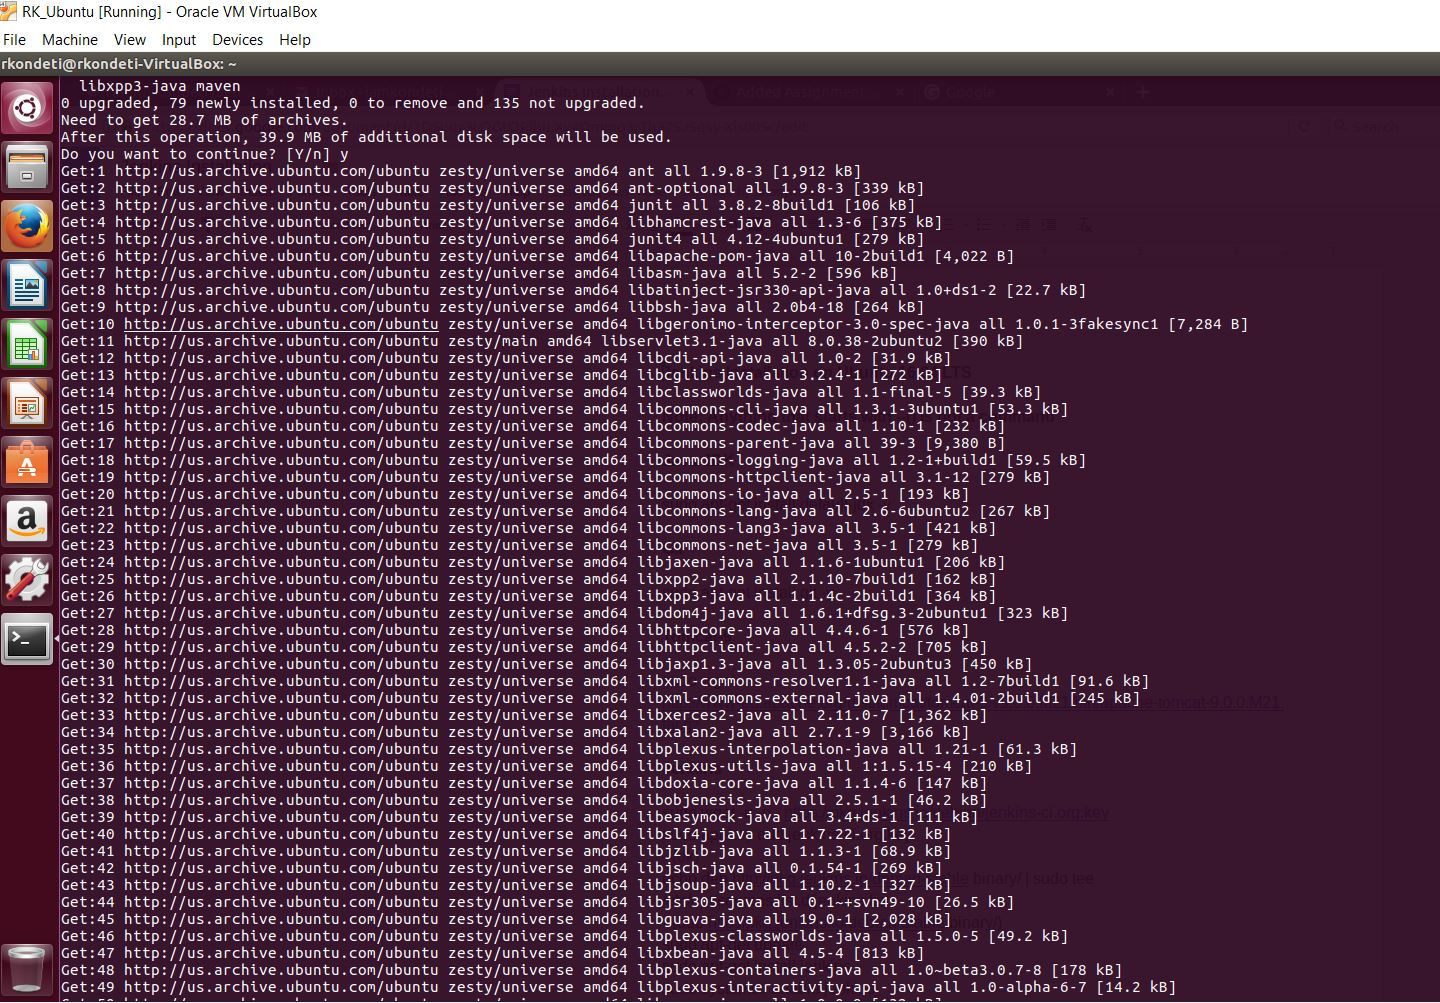 RK_Ubuntu [Running] - Oracle VM VirtualBox
File Machine View Input Devices Help
rkondeti@rkondeti-VirtualBox: ~
libxpp3-java maven
0 upgraded, 79 newly installed, 0 to remove and 135 not upgraded.
Need to get 28.7 MB of archives.
After this operation, 39.9 MB of additional disk space will be used.
Do you want to continue? [Y/n] y
Get:1 http://us.archive.ubuntu.com/ubuntu zesty/universe amd64 ant all 1.9.8-3 [1,912 kB]
Get:2 http://us.archive.ubuntu.com/ubuntu zesty/universe amd64 ant-optional all 1.9.8-3 [339 kB]
Get:3 http://us.archive.ubuntu.com/ubuntu zesty/universe amd64 junit all 3.8.2-8build1 [106 kB]
Get:4 http://us.archive.ubuntu.com/ubuntu zesty/universe amd64 libhamcrest-java all 1.3-6 [375 kB]
Get:5 http://us.archive.ubuntu.com/ubuntu zesty/universe amd64 junit4 all 4.12-4ubuntu1 [279 kB]
Get:6 http://us.archive.ubuntu.com/ubuntu zesty/universe amd64 libapache-pom-java all 10-2build1 [4,022 B]
Get:7 http://us.archive.ubuntu.com/ubuntu zesty/universe amd64 libasm-java all 5.2-2 [596 kB]
Get:8 http://us.archive.ubuntu.com/ubuntu zesty/universe amd64 libatinject-jsr330-api-java all 1.0+ds1-2 [22.7 kB]
Get:9 http://us.archive.ubuntu.com/ubuntu zesty/universe amd64 libbsh-java all 2.0b4-18 [264 kB]
Get:10 http://us.archive.ubuntu.com/ubuntu zesty/universe amd64 libgeronimo-interceptor-3.0-spec-java all 1.0.1-3fakesync1 [7,284 B]
Get:11 http://us.archive.ubuntu.com/ubuntu zesty/main amd64 libservlet3.1-java all 8.0.38-2ubuntu2 [390 kB]
Get:12 http://us.archive.ubuntu.com/ubuntu zesty/universe amd64 libcdi-api-java all 1.0-2 [31.9 kB]
Get:13 http://us.archive.ubuntu.com/ubuntu zesty/universe amd64 libcglib-java all 3.2.4-1 [272 kB]
Get:14 http://us.archive.ubuntu.com/ubuntu zesty/universe amd64 libclassworlds-java all 1.1-final-5 [39.3 kB]
Get:15 http://us.archive.ubuntu.com/ubuntu zesty/universe amd64 libcommons-cli-java all 1.3.1-3ubuntu1 [53.3 kB]
Get:16 http://us.archive.ubuntu.com/ubuntu zesty/universe amd64 libcommons-codec-java all 1.10-1 [232 kB]
Get:17 http://us.archive.ubuntu.com/ubuntu zesty/universe amd64 libcommons-parent-java all 39-3 [9,380 B]
Get:18 http://us.archive.ubuntu.com/ubuntu zesty/universe amd64 libcommons-logging-java all 1.2-1+build1 [59.5 kB]
Get:19 http://us.archive.ubuntu.com/ubuntu zesty/universe amd64 libcommons-httpclient-java all 3.1-12 [279 kB]
Get:20 http://us.archive.ubuntu.com/ubuntu zesty/universe amd64 libcommons-io-java all 2.5-1 [193 kB]
Get:21 http://us.archive.ubuntu.com/ubuntu zesty/universe amd64 libcommons-lang-java all 2.6-6ubuntu2 [267 kB]
Get:22 http://us.archive.ubuntu.com/ubuntu zesty/universe amd64 libcommons-lang3-java all 3.5-1 [421 kB]
Get:23 http://us.archive.ubuntu.com/ubuntu zesty/universe amd64 libcommons-net-java all 3.5-1 [279 kB]
Get:24 http://us.archive.ubuntu.com/ubuntu zesty/universe amd64 libjaxen-java all 1.1.6-1ubuntu1 [206 kB]
Get:25 http://us.archive.ubuntu.com/ubuntu zesty/universe amd64 libxpp2-java all 2.1.10-7build1 [162 kB]
Get:26 http://us.archive.ubuntu.com/ubuntu zesty/universe amd64 libxpp3-java all 1.1.4c-2build1 [364 kB]
Get:27 http://us.archive.ubuntu.com/ubuntu zesty/universe amd64 libdom4j-java all 1.6.1+dfsg.3-2ubuntu1 [323 kB]
Get:28 http://us.archive.ubuntu.com/ubuntu zesty/universe amd64 libhttpcore-java all 4.4.6-1 [576 kB]
Get:29 http://us.archive.ubuntu.com/ubuntu zesty/universe amd64 libhttpclient-java all 4.5.2-2 [705 kB]
Get:30 http://us.archive.ubuntu.com/ubuntu zesty/universe amd64 libjaxp1.3-java all 1.3.05-2ubuntu3 [450 kB]
Get:31 http://us.archive.ubuntu.com/ubuntu zesty/universe amd64 libxml-commons-resolver1.1-java all 1.2-7build1 [91.6 kB]
Get:32 http://us.archive.ubuntu.com/ubuntu zesty/universe amd64 libxml-commons-external-java all 1.4.01-2build1 [245 kB]
Get:33 http://us.archive.ubuntu.com/ubuntu zesty/universe amd64 libxerces2-java all 2.11.0-7 [1,362 kB]
Get:34 http://us.archive.ubuntu.com/ubuntu zesty/universe amd64 libxalan2-java all 2.7.1-9 [3,166 kB]
Get:35 http://us.archive.ubuntu.com/ubuntu zesty/universe amd64 libplexus-interpolation-java all 1.21-1 [61.3 kB]
Get:36 http://us.archive.ubuntu.com/ubuntu zesty/universe amd64 libplexus-utils-java all 1:1.5.15-4 [210 kB]
Get:37 http://us.archive.ubuntu.com/ubuntu zesty/universe amd64 libdoxia-core-java all 1.1.4-6 [147 kB]
Get:38 http://us.archive.ubuntu.com/ubuntu zesty/universe amd64 libobjenesis-java all 2.5.1-1 [46.2 kB]
Get:39 http://us.archive.ubuntu.com/ubuntu zesty/universe amd64 libeasymock-java all 3.4+ds-1 [111 kB]
Get:40 http://us.archive.ubuntu.com/ubuntu zesty/universe amd64 libslf4j-java all 1.7.22-1 [132 kB]
Get:41 http://us.archive.ubuntu.com/ubuntu zesty/universe amd64 libjzlib-java all 1.1.3-1 [68.9 kB]
Get:42 http://us.archive.ubuntu.com/ubuntu zesty/universe amd64 libjsch-java all 0.1.54-1 [269 kB]
Get:43 http://us.archive.ubuntu.com/ubuntu zesty/universe amd64 libjsoup-java all 1.10.2-1 [327 kB]
Get:44 http://us.archive.ubuntu.com/ubuntu zesty/universe amd64 libjsr305-java all 0.1~+svn49-10 [26.5 kB]
Get:45 http://us.archive.ubuntu.com/ubuntu zesty/universe amd64 libguava-java all 19.0-1 [2,028 kB]
Get:46 http://us.archive.ubuntu.com/ubuntu zesty/universe amd64 libplexus-classworlds-java all 1.5.0-5 [49.2 kB]
Get:47 http://us.archive.ubuntu.com/ubuntu zesty/universe amd64 libxbean-java all 4.5-4 [813 kB]
Get:48 http://us.archive.ubuntu.com/ubuntu zesty/universe amd64 libplexus-containers-java all 1.0~beta3.0.7-8 [178 kB]
Get:49 http://us.archive.ubuntu.com/ubuntu zesty/universe amd64 libplexus-interactivity-api-java all 1.0-alpha-6-7 [14.2 kB]